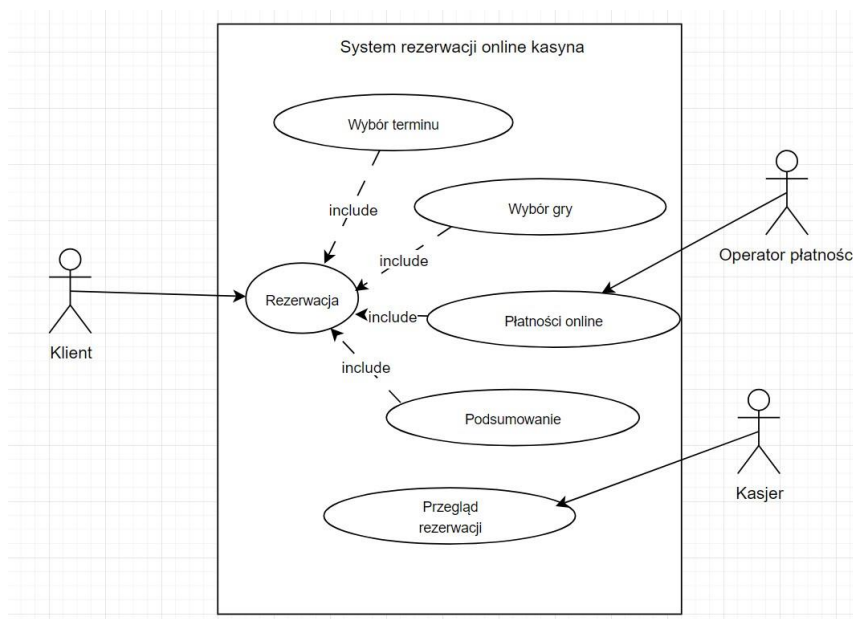 System rezerwacji online kasyna
Wybór terminu
include
Wybór gry
include
Operator płatnośc
Rezerwacja
include
Płatności online
Klient
include
Podsumowanie
Kasjer
Przegląd
rezerwacji